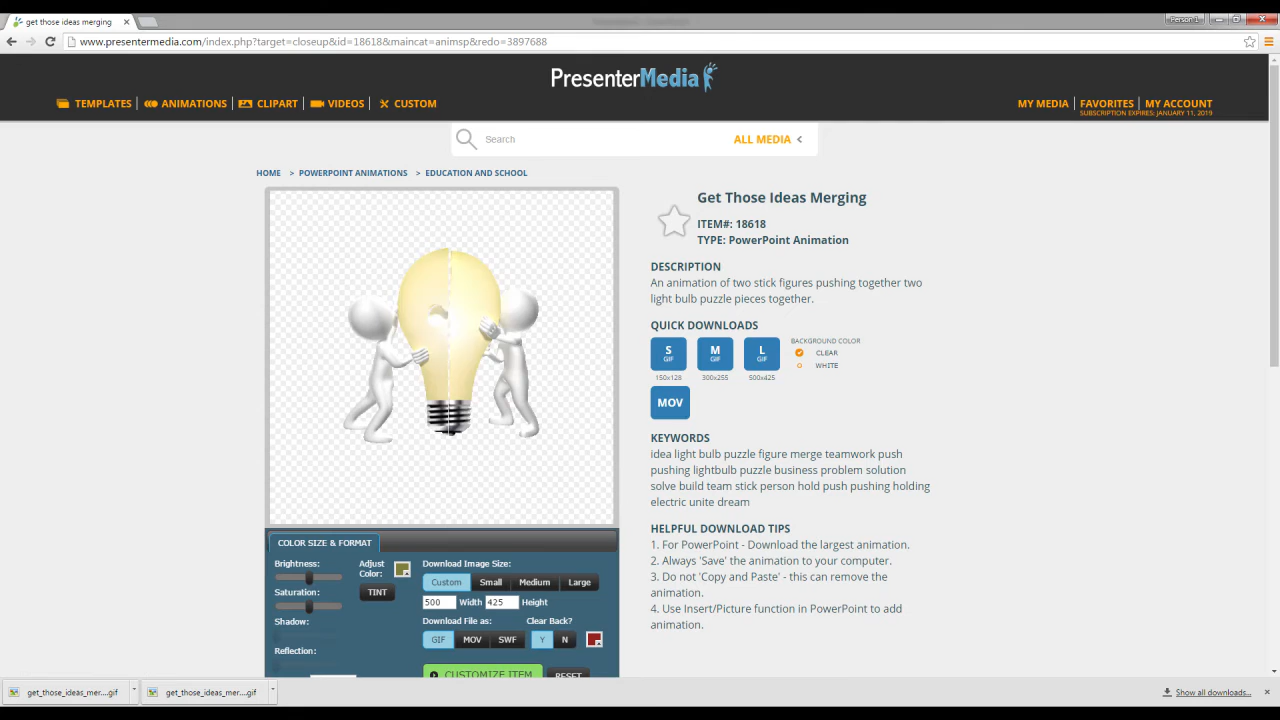 get those ideas merging
Person 1
www.presentermedia.com/index.php?target=closeup&id=18618&maincat=animsp&redo=3897688
PresenterMedia
TEMPLATES
ANIMATIONS
CLIPART
VIDEOS
CUSTOM
MY MEDIA
FAVORITES
MY ACCOUNT
SUBSCRIPTION EXPIRES: JANUARY 11, 2019
Search
ALL MEDIA <
HOME > POWERPOINT ANIMATIONS > EDUCATION AND SCHOOL
Get Those Ideas Merging
ITEM#: 18618
TYPE: PowerPoint Animation
DESCRIPTION
An animation of two stick figures pushing together two
light bulb puzzle pieces together.
QUICK DOWNLOADS
S GIF
150x128
M GIF
300x255
L GIF
500x425
BACKGROUND COLOR
CLEAR
WHITE
MOV
KEYWORDS
idea light bulb puzzle figure merge teamwork push
pushing lightbulb puzzle business problem solution
solve build team stick person hold push pushing holding
electric unite dream
HELPFUL DOWNLOAD TIPS
1. For PowerPoint - Download the largest animation.
2. Always 'Save' the animation to your computer.
3. Do not 'Copy and Paste' - this can remove the
animation.
4. Use Insert/Picture function in PowerPoint to add
animation.
COLOR SIZE & FORMAT
Brightness:
Saturation:
Shadow:
Reflection:
Adjust
Color:
TINT
Download Image Size:
Custom Small Medium Large
500 Width 425 Height
Download File as:
GIF MOV SWF
Clear Back?
Y N
CUSTOMIZE ITEM
RESET
get_those_ideas_mer....gif
get_those_ideas_mer....gif
Show all downloads...